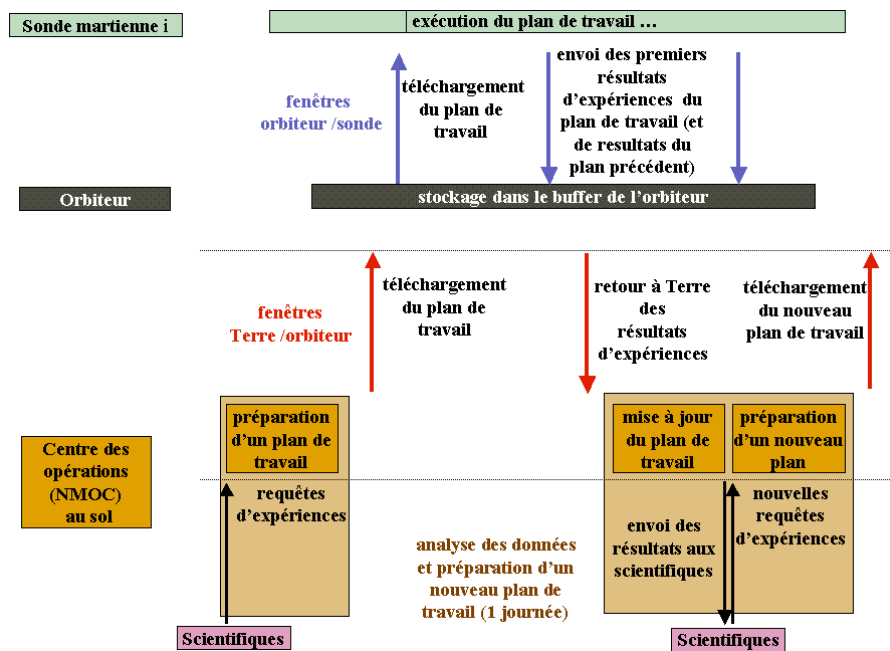 Sonde martienne i
exécution du plan de travail …
fenêtres
orbiteur /sonde
téléchargement
du plan de
travail
envoi des premiers
résultats
d’expériences du
plan de travail (et
de resultats du
plan précédent)
Orbiteur
stockage dans le buffer de l’orbiteur
fenêtres
Terre /orbiteur
téléchargement
du plan de
travail
retour à Terre
des
résultats
d’expériences
téléchargement
du nouveau
plan de travail
Centre des
opérations
(NMOC)
au sol
préparation
d’un plan de
travail
mise à jour
du plan de
travail
préparation
d’un nouveau
plan
requêtes
d’expériences
analyse des données
et préparation d’un
nouveau plan de
travail (1 journée)
envoi des
résultats aux
scientifiques
nouvelles
requêtes
d’expériences
Scientifiques
Scientifiques